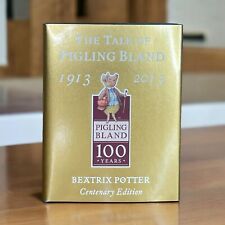 THE TALE OF
PIGLING BLAND
1913 2013
PIGLING
BLAND
100
YEARS
BEATRIX POTTER
Centenary Edition